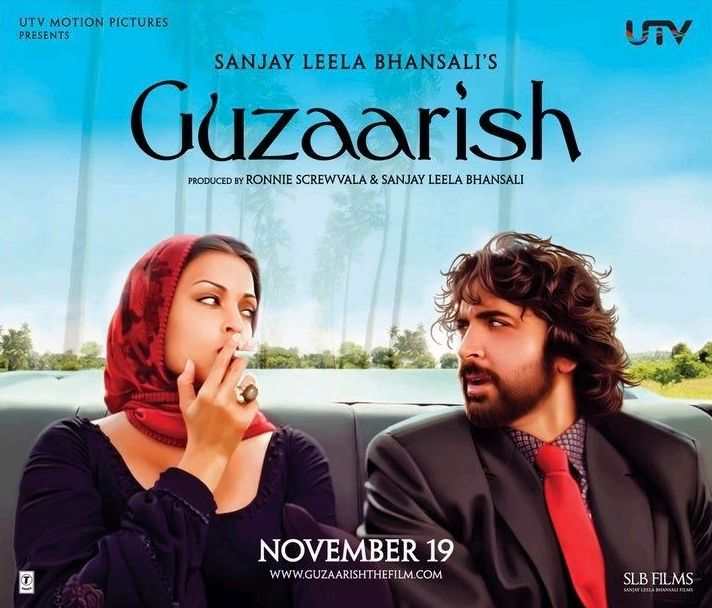 UTV MOTION PICTURES
PRESENTS
UTV
SANJAY LEELA BHANSALI'S
Guzaarish
PRODUCED BY RONNIE SCREWVALA & SANJAY LEELA BHANSALI
NOVEMBER 19
WWW.GUZAARISHTHEFILM.COM
SLB FILMS
SANJAY LEELA BHANSALI FILMS